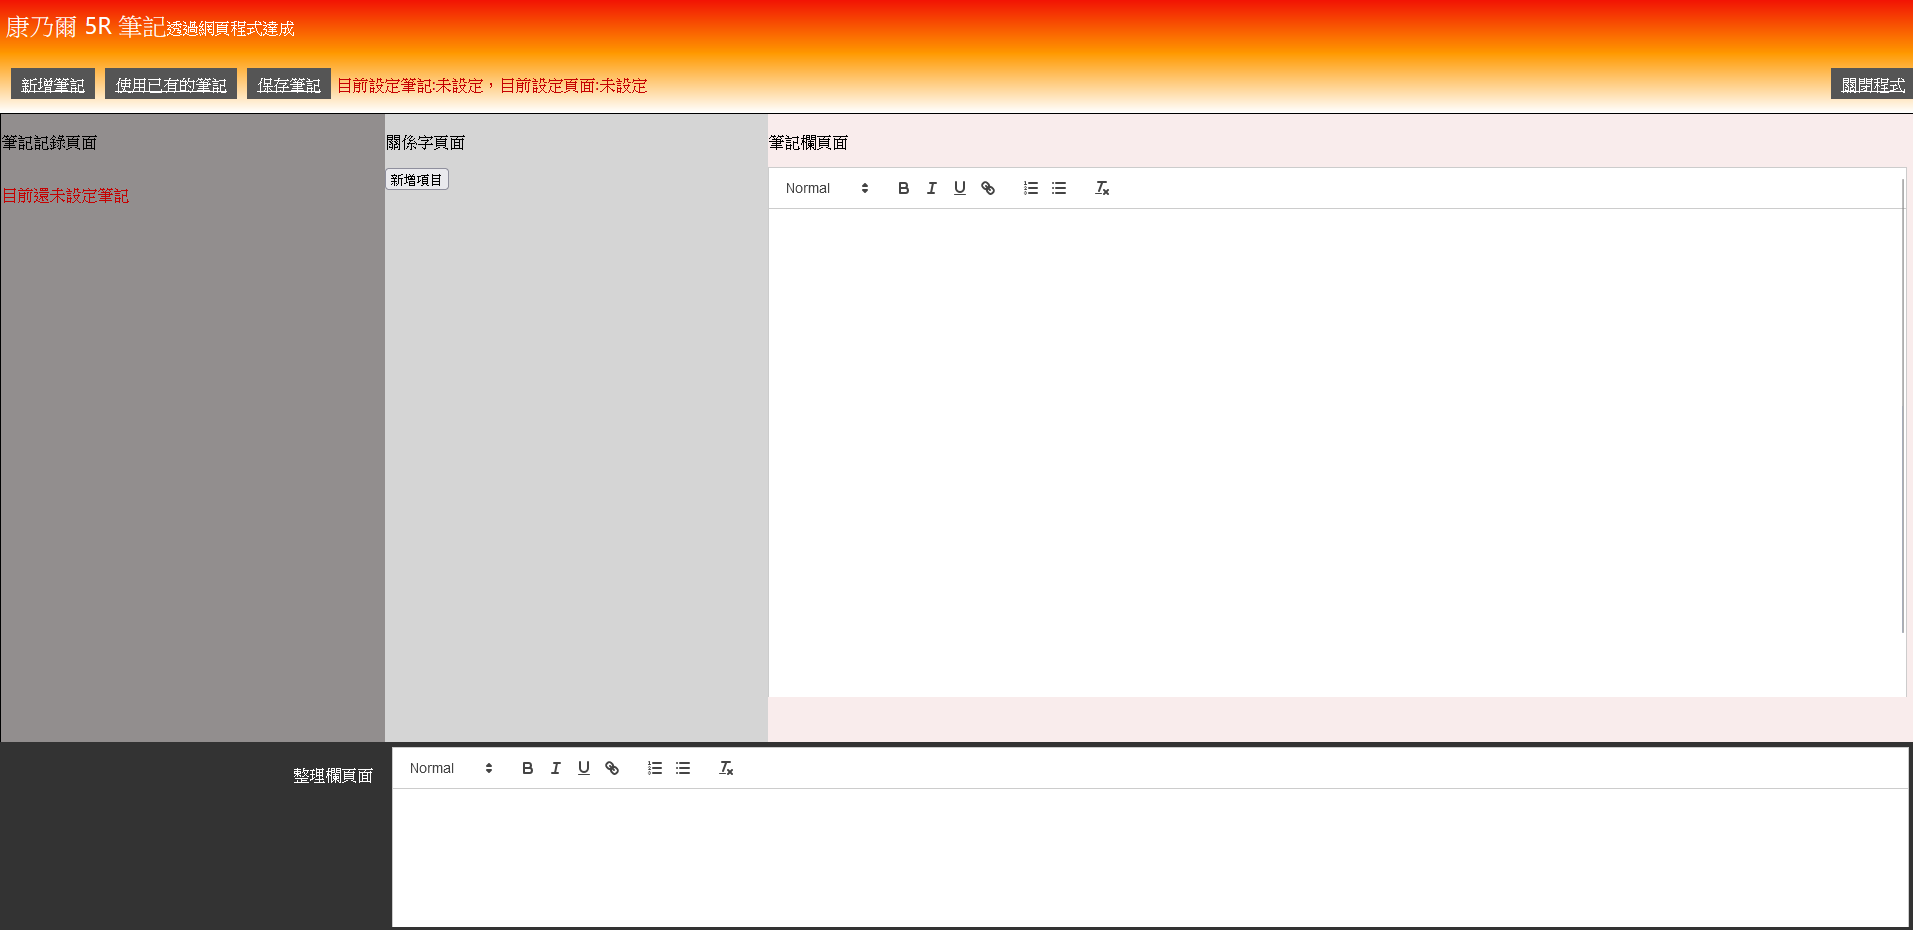 康乃爾 5R 筆記透過網頁程式達成
新增筆記 使用已有的筆記 保存筆記 目前設定筆記:未設定，目前設定頁面:未設定 關閉程式
筆記記錄頁面
目前還未設定筆記
關係字頁面
新增項目
筆記欄頁面
Normal
整理欄頁面
Normal